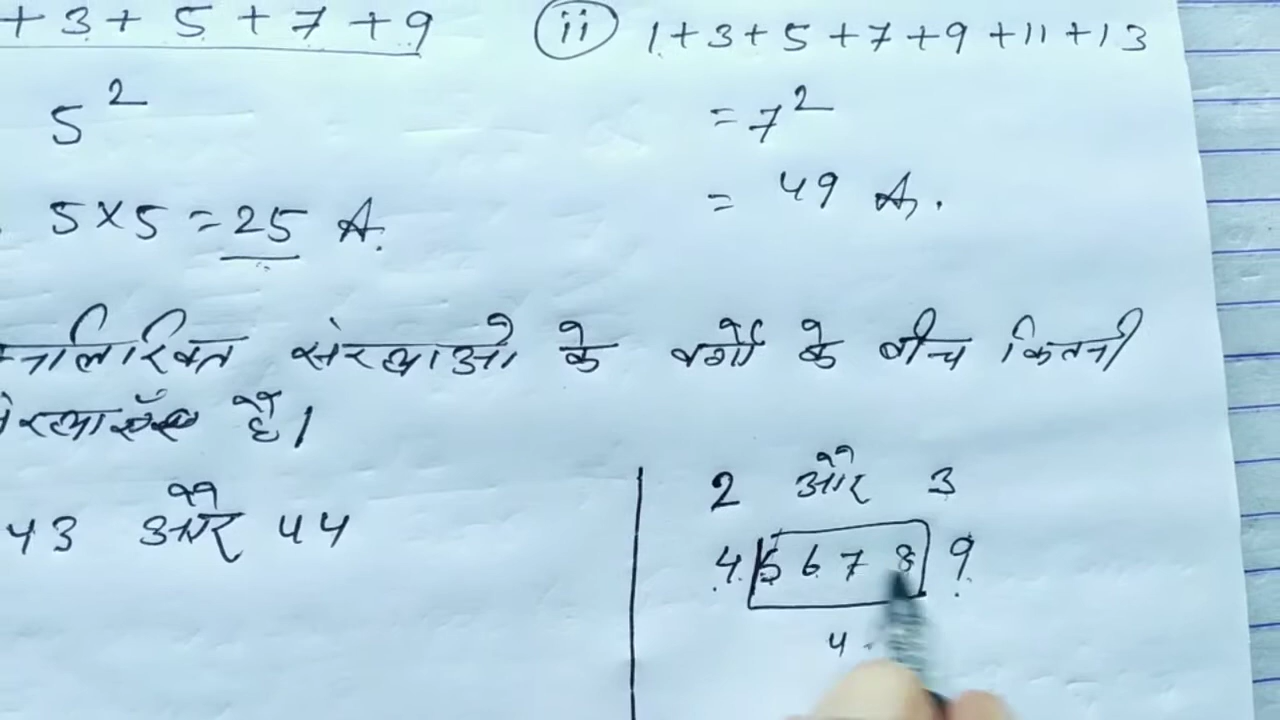 + 3 + 5 + 7 + 9
(ii) 1 + 3 + 5 + 7 + 9 + 11 + 13
5²
= 7²
5 × 5 = 25 A.
= 49 A.
संख्याओं के वर्गों के बीच कितनी
हैं।
43 और 44
2 और 3
4 5 6 7 8 9
4